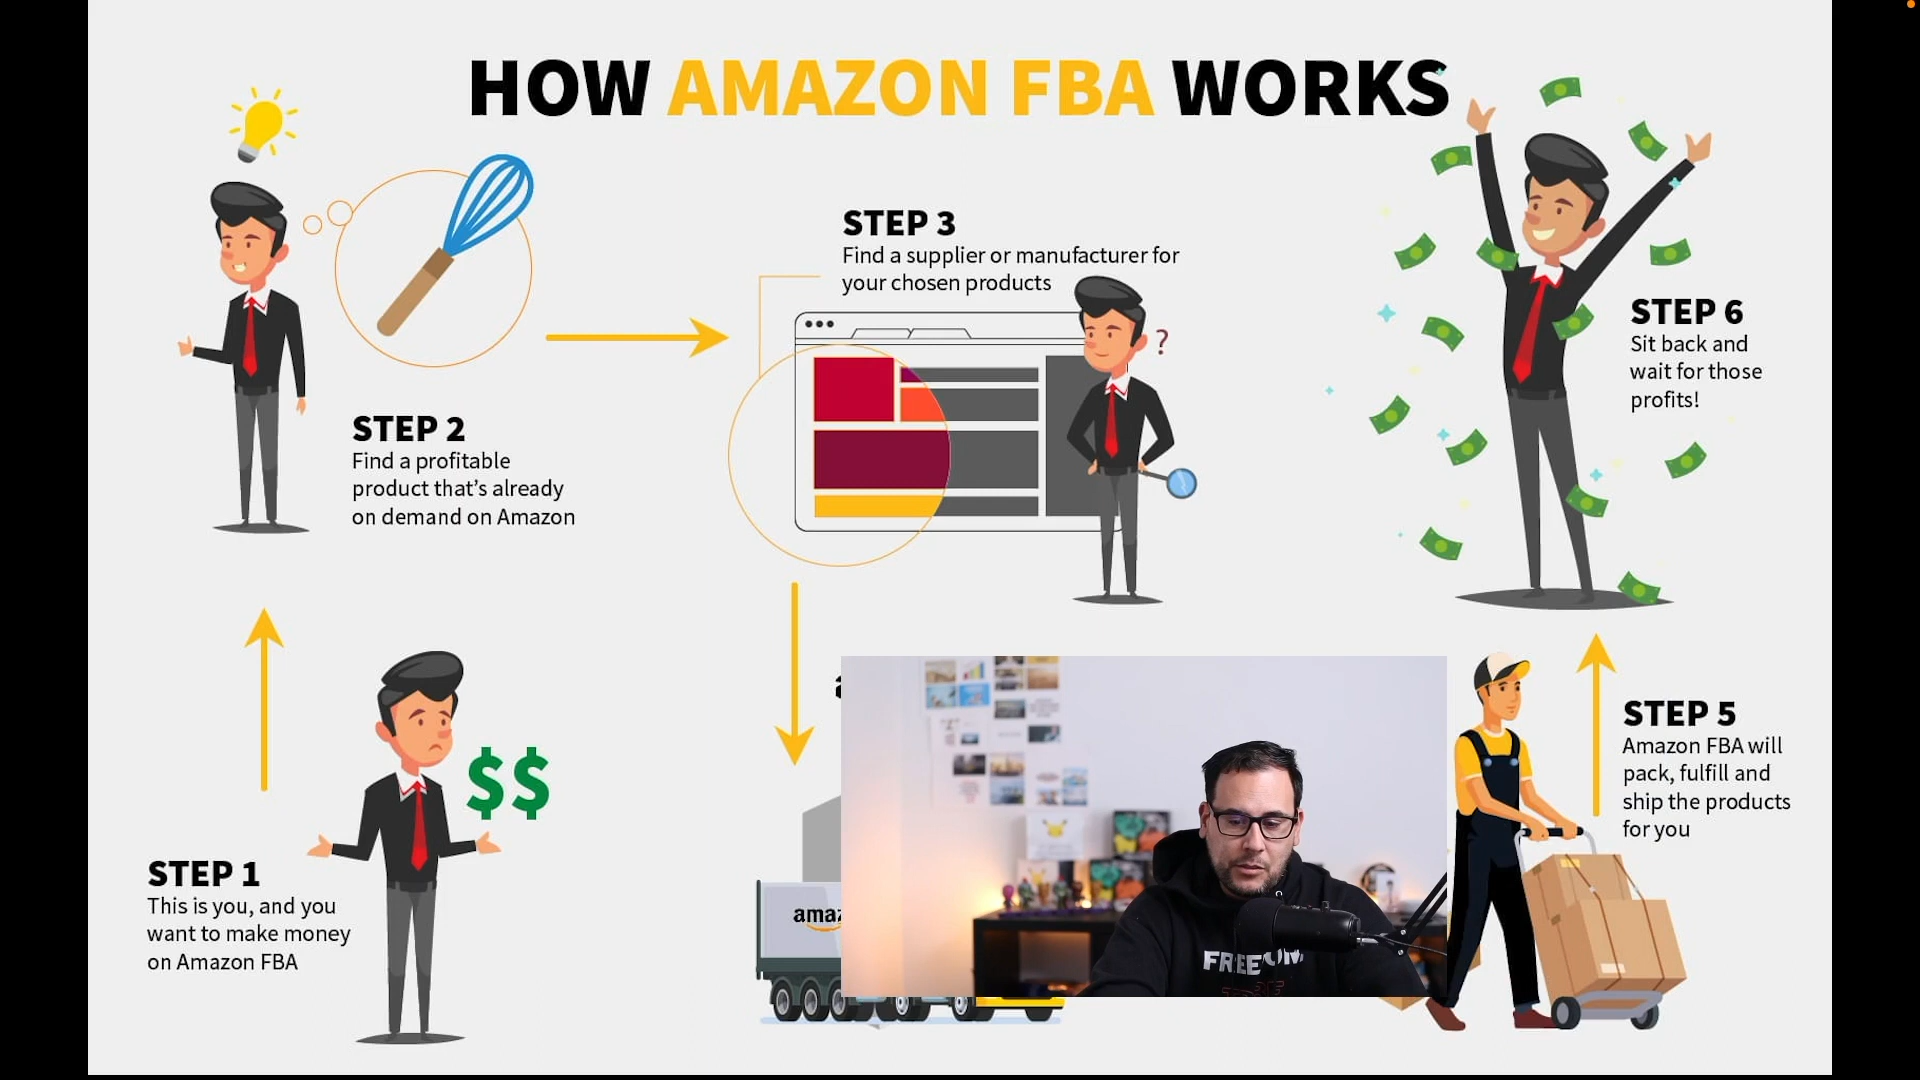 HOW AMAZON FBA WORKS
STEP 1
This is you, and you
want to make money
on Amazon FBA
$$
STEP 2
Find a profitable
product that’s already
on demand on Amazon
STEP 3
Find a supplier or manufacturer for
your chosen products
?
STEP 5
Amazon FBA will
pack, fulfill and
ship the products
for you
STEP 6
Sit back and
wait for those
profits!